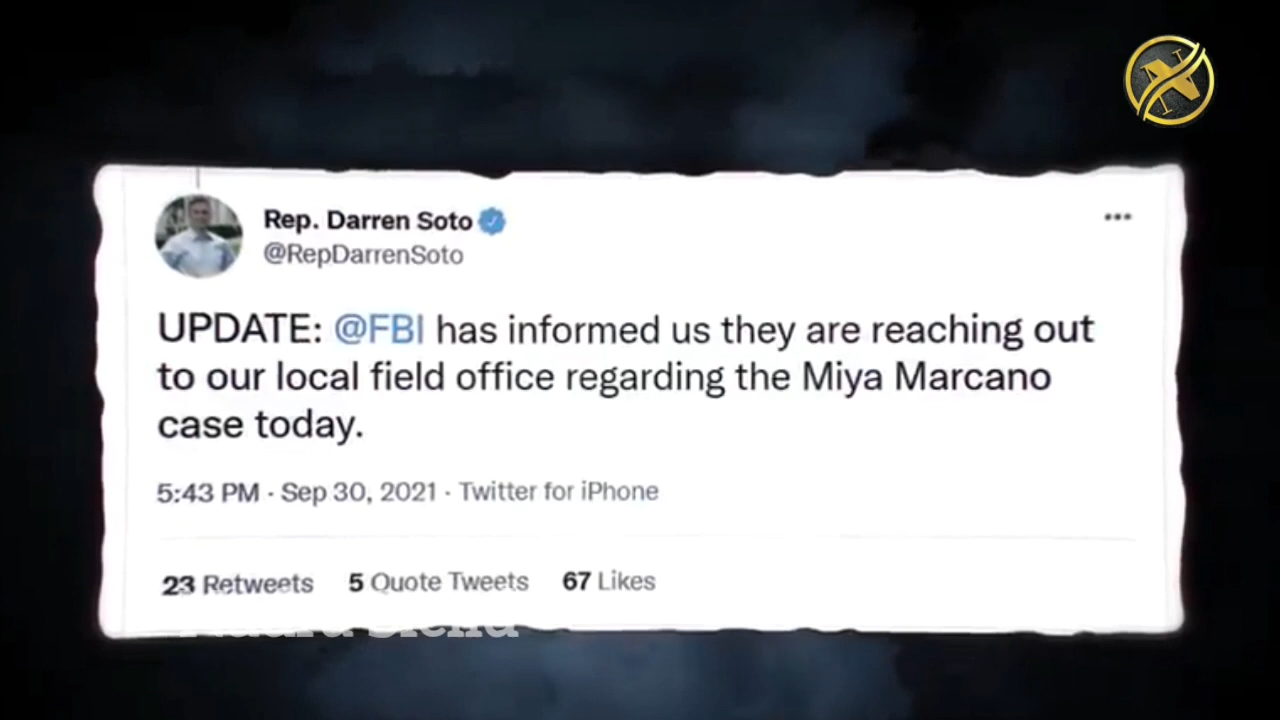 Rep. Darren Soto
@RepDarrenSoto
UPDATE: @FBI has informed us they are reaching out
to our local field office regarding the Miya Marcano
case today.
5:43 PM · Sep 30, 2021 · Twitter for iPhone
23 Retweets 5 Quote Tweets 67 Likes